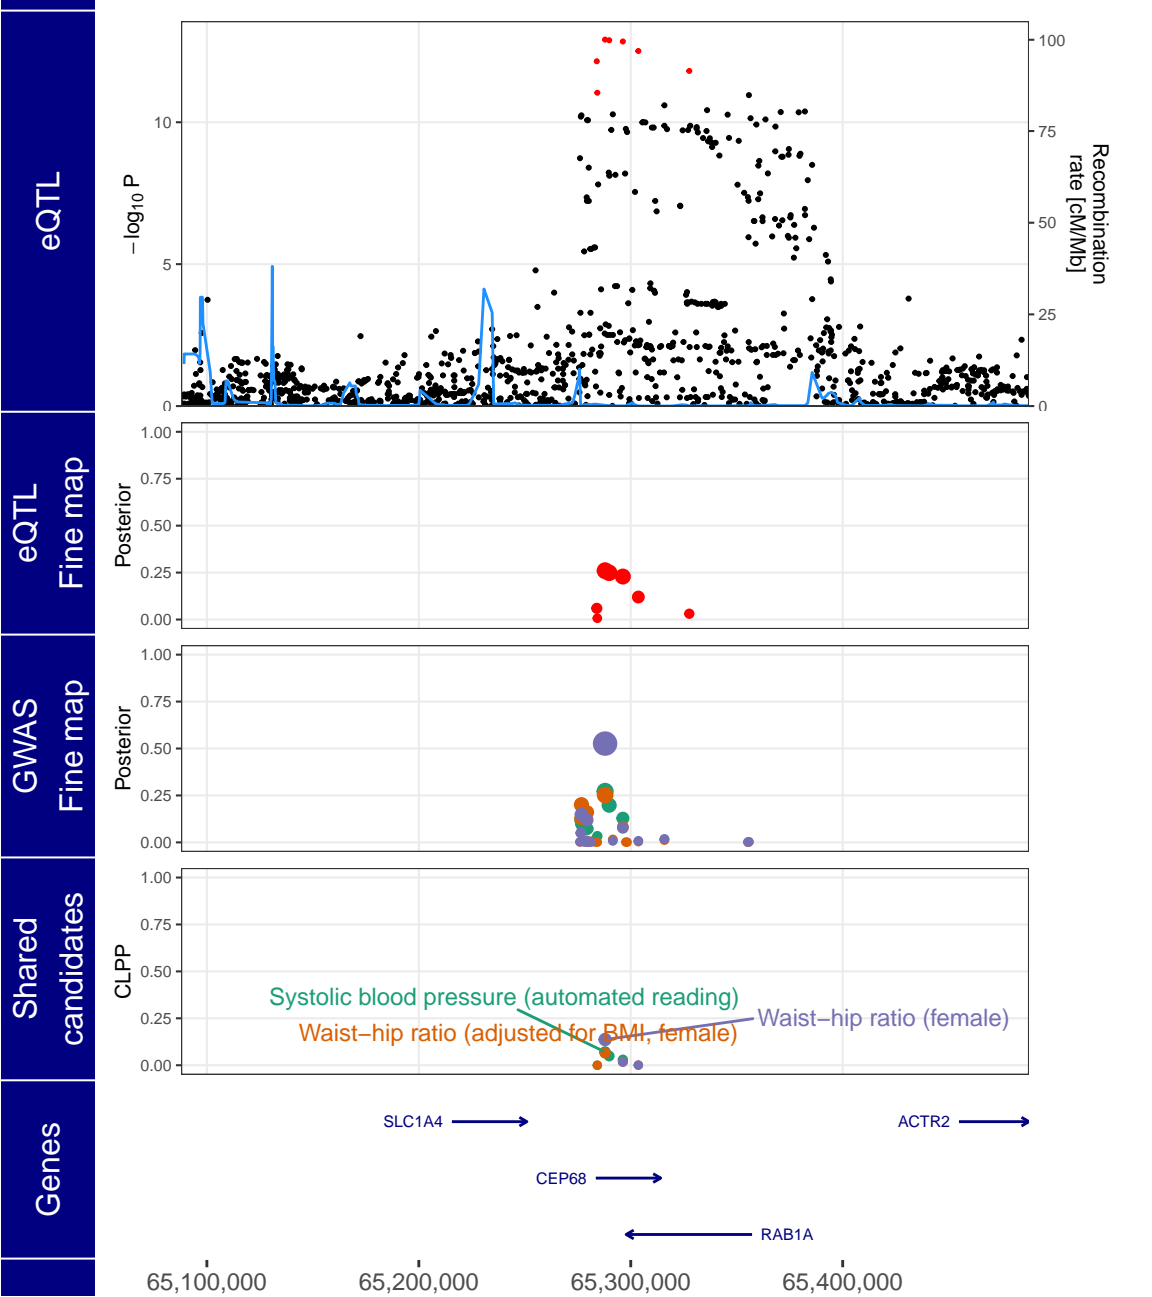 eQTL
−log10 P
10
5
0
100
75
50
25
0
Recombination
rate [cM/Mb]
eQTL
Fine map
Posterior
1.00
0.75
0.50
0.25
0.00
GWAS
Fine map
Posterior
1.00
0.75
0.50
0.25
0.00
Shared
candidates
CLPP
1.00
0.75
0.50
0.25
0.00
Systolic blood pressure (automated reading)
Waist−hip ratio (female)
Waist−hip ratio (adjusted for BMI, female)
Genes
SLC1A4
ACTR2
CEP68
RAB1A
65,100,000
65,200,000
65,300,000
65,400,000